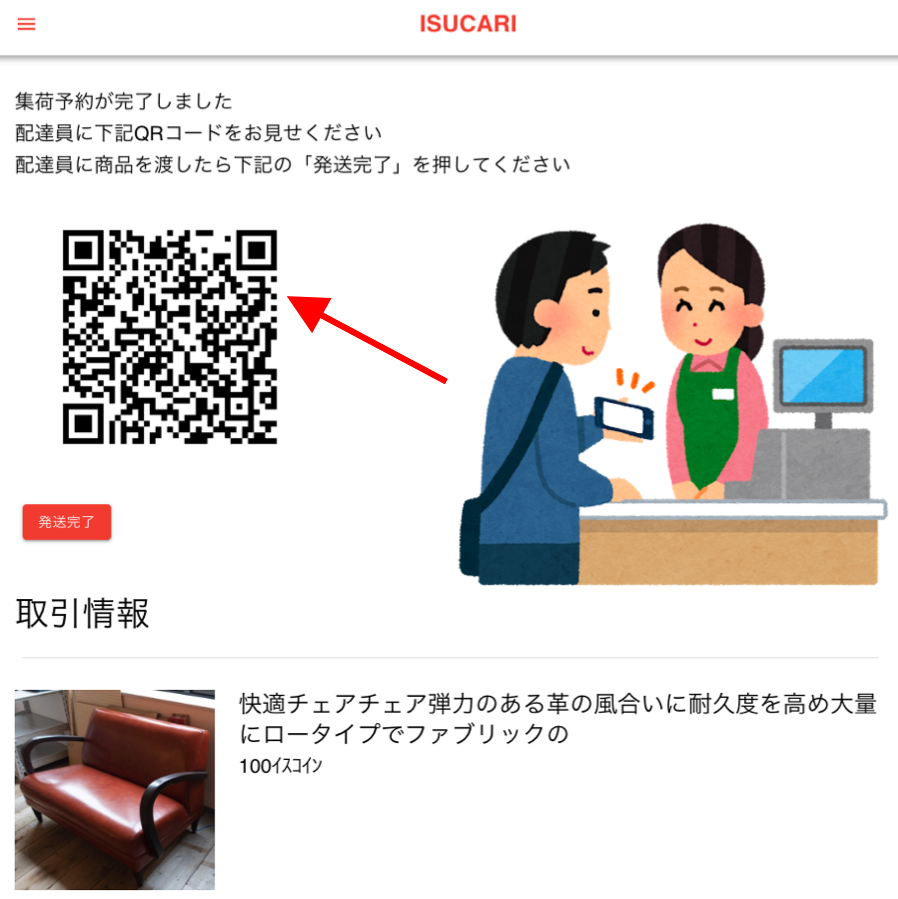 ISUCARI
集荷予約が完了しました
配達員に下記QRコードをお見せください
配達員に商品を渡したら下記の「発送完了」を押してください
発送完了
取引情報
快適チェアチェア弾力のある革の風合いに耐久度を高め大量
にロータイプでファブリックの
100ｲｽｺｲﾝ